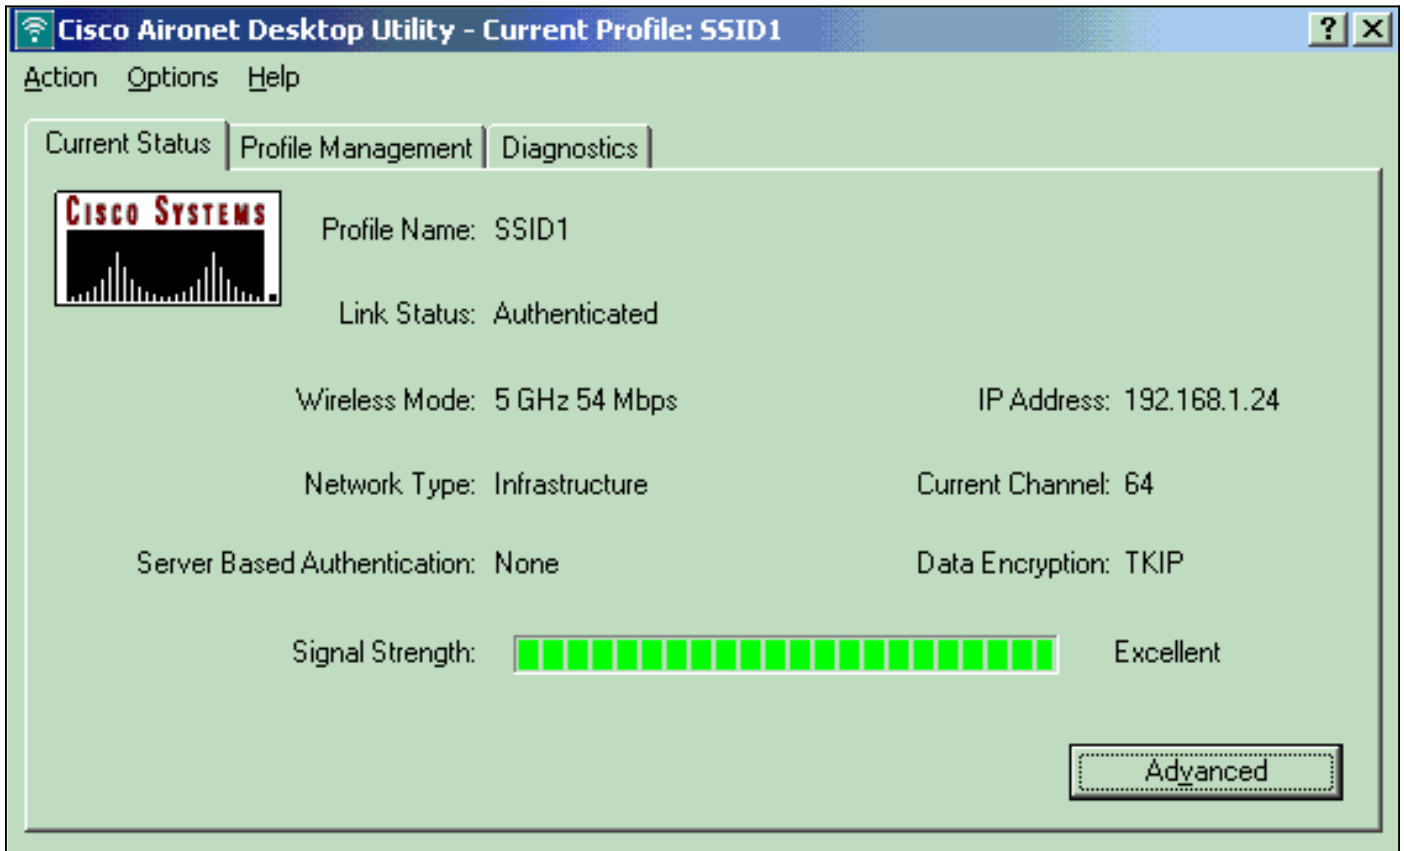 Cisco Aironet Desktop Utility - Current Profile: SSID1
Action Options Help
Current Status Profile Management Diagnostics
CISCO SYSTEMS
Profile Name: SSID1
Link Status: Authenticated
Wireless Mode: 5 GHz 54 Mbps IP Address: 192.168.1.24
Network Type: Infrastructure Current Channel: 64
Server Based Authentication: None Data Encryption: TKIP
Signal Strength: Excellent
Advanced